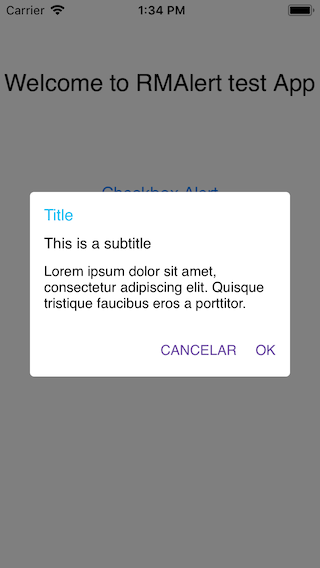 Carrier 1:34 PM
Welcome to RMAlert test App
Checkbox Alert
Title
This is a subtitle
Lorem ipsum dolor sit amet,
consectetur adipiscing elit. Quisque
tristique faucibus eros a porttitor.
CANCELAR OK